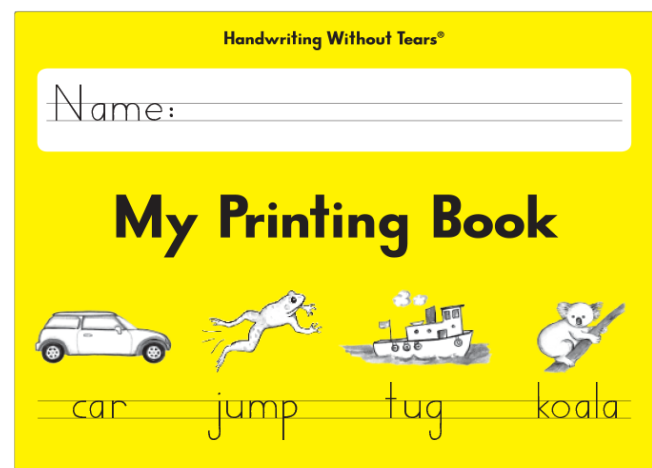 Handwriting Without Tears®
Name:
My Printing Book
car jump tug koala